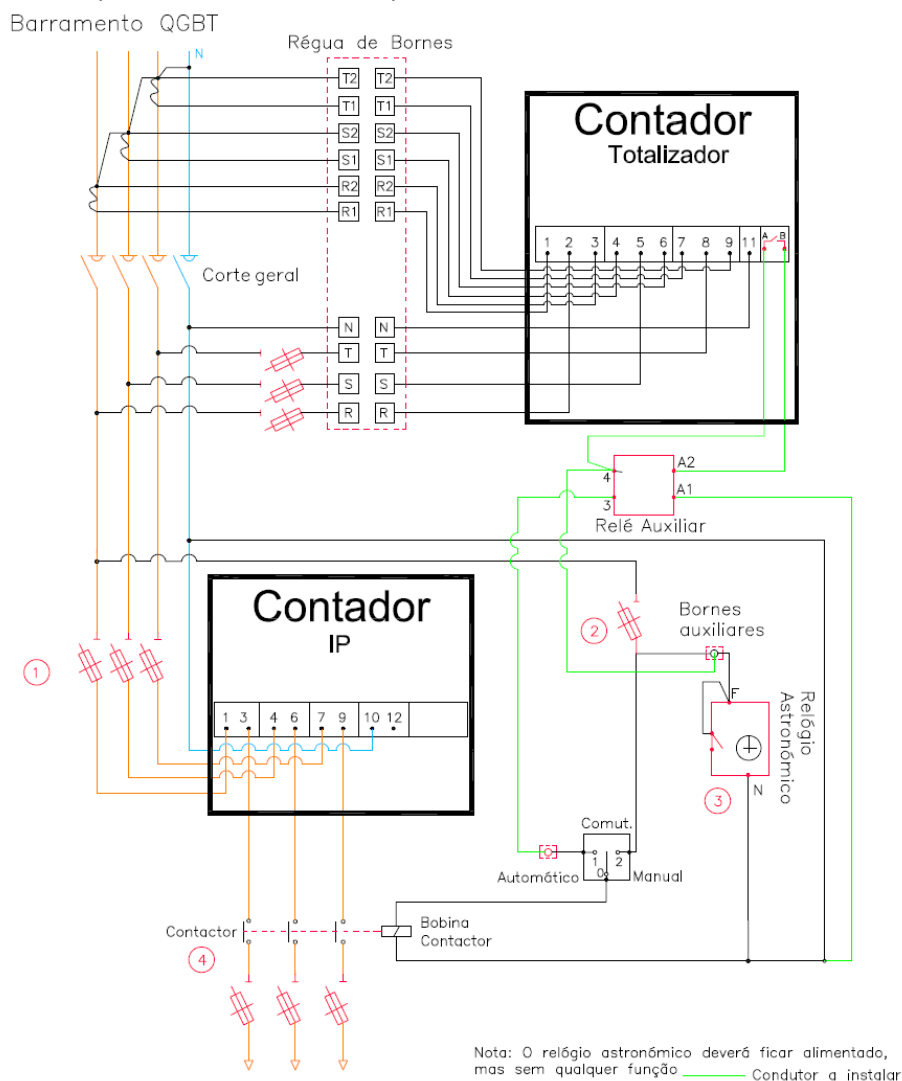 Barramento QGBT
N
Régua de Bornes
T2 T2
T1 T1
S2 S2
S1 S1
R2 R2
R1 R1
Contador
Totalizador
1 2 3 4 5 6 7 8 9 11 A B
Corte geral
N N
T T
S S
R R
4 A2
3 A1
Relé Auxiliar
Contador
IP
1 3 4 6 7 9 10 12
1
2
Bornes
auxiliares
F
Relógio
Astronómico
N
3
Comut.
1 2
0
Automático
Manual
Contactor
4
Bobina
Contactor
Nota: O relógio astronómico deverá ficar alimentado,
mas sem qualquer função
Condutor a instalar